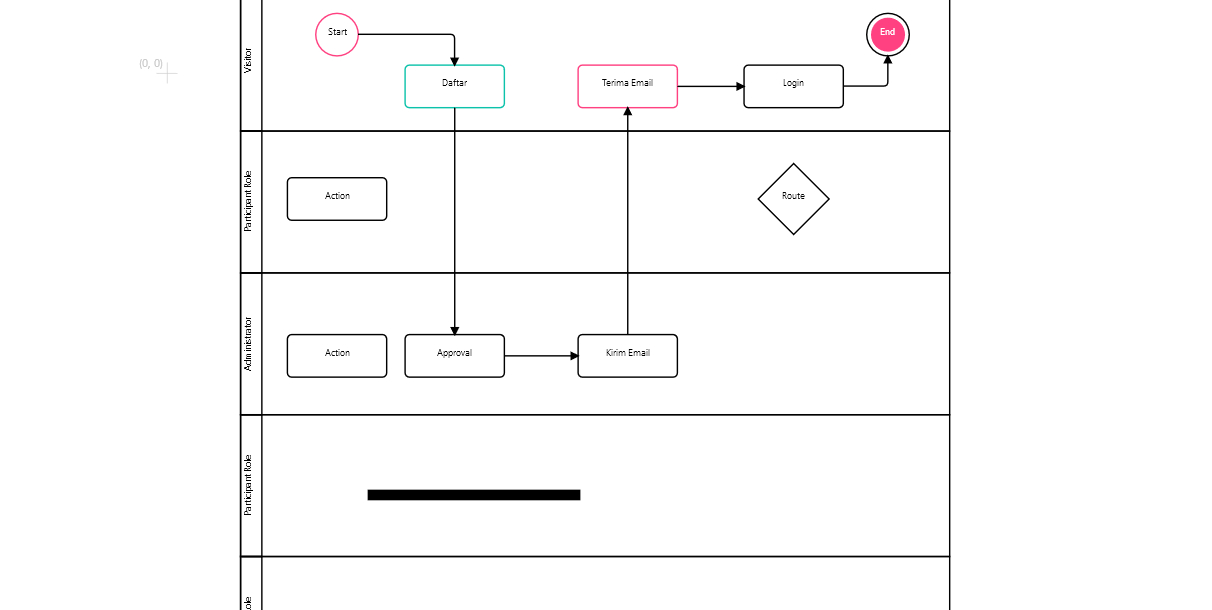 Start
End
(0, 0)
Visitor
Daftar
Terima Email
Login
Participant Role
Action
Route
Administrator
Action
Approval
Kirim Email
Participant Role